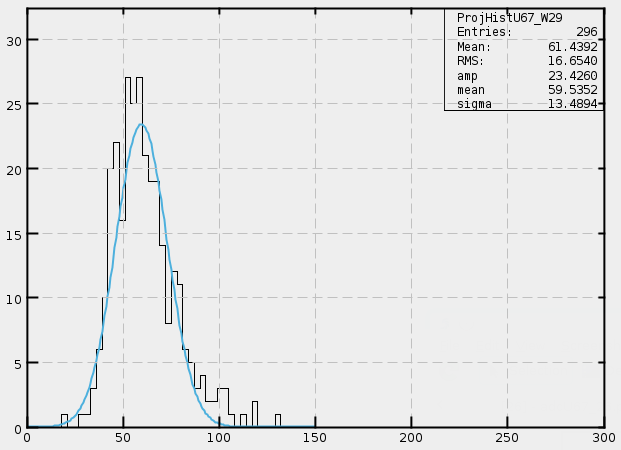 ProjHistU67_W29
Entries: 296
Mean: 61.4392
RMS: 16.6540
amp 23.4260
mean 59.5352
sigma 13.4894
30
25
20
15
10
5
0
0 50 100 150 200 250 300